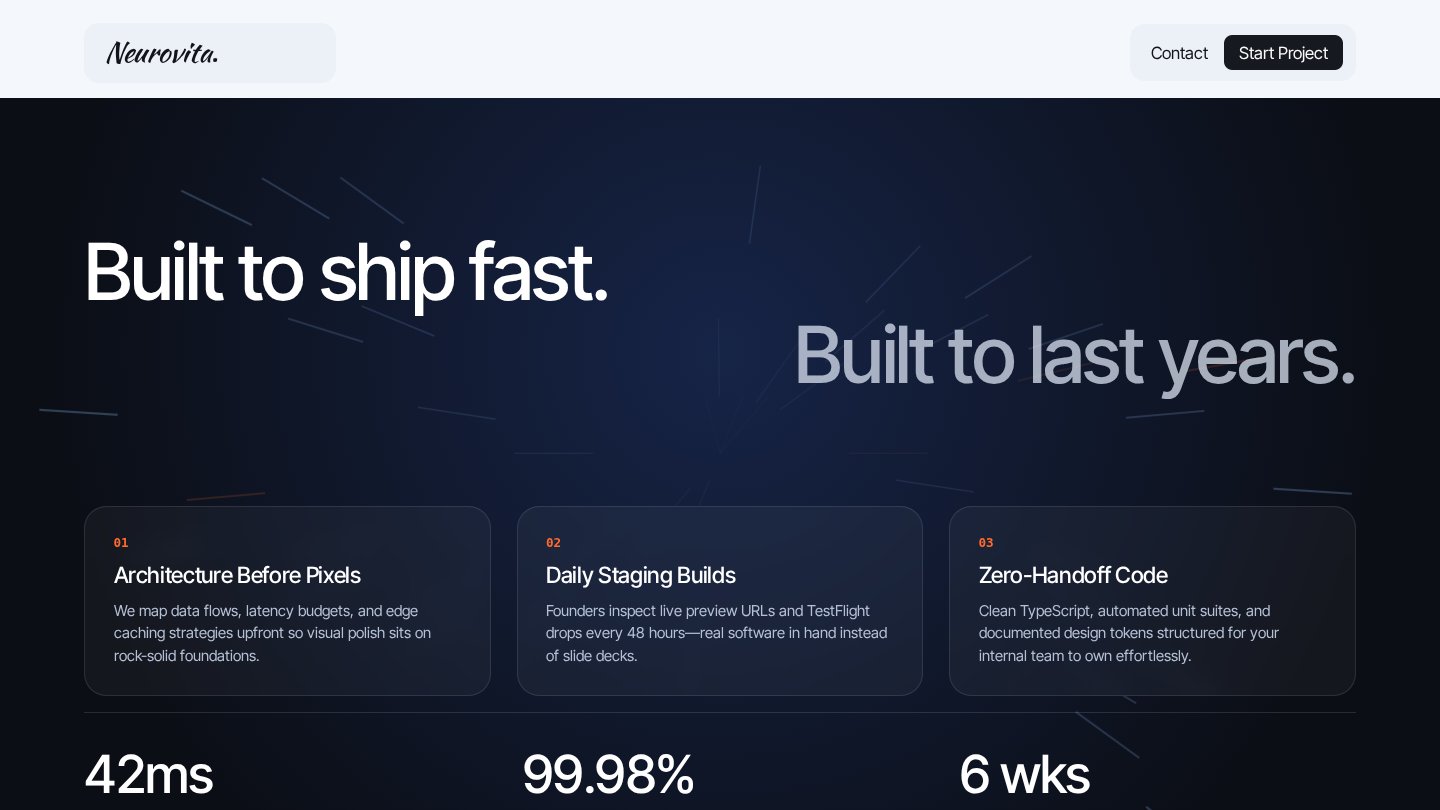 Neurovita.
Contact
Start Project
Built to ship fast.
Built to last years.
01
Architecture Before Pixels
We map data flows, latency budgets, and edge
caching strategies upfront so visual polish sits on
rock-solid foundations.
02
Daily Staging Builds
Founders inspect live preview URLs and TestFlight
drops every 48 hours—real software in hand instead
of slide decks.
03
Zero-Handoff Code
Clean TypeScript, automated unit suites, and
documented design tokens structured for your
internal team to own effortlessly.
42ms
99.98%
6 wks